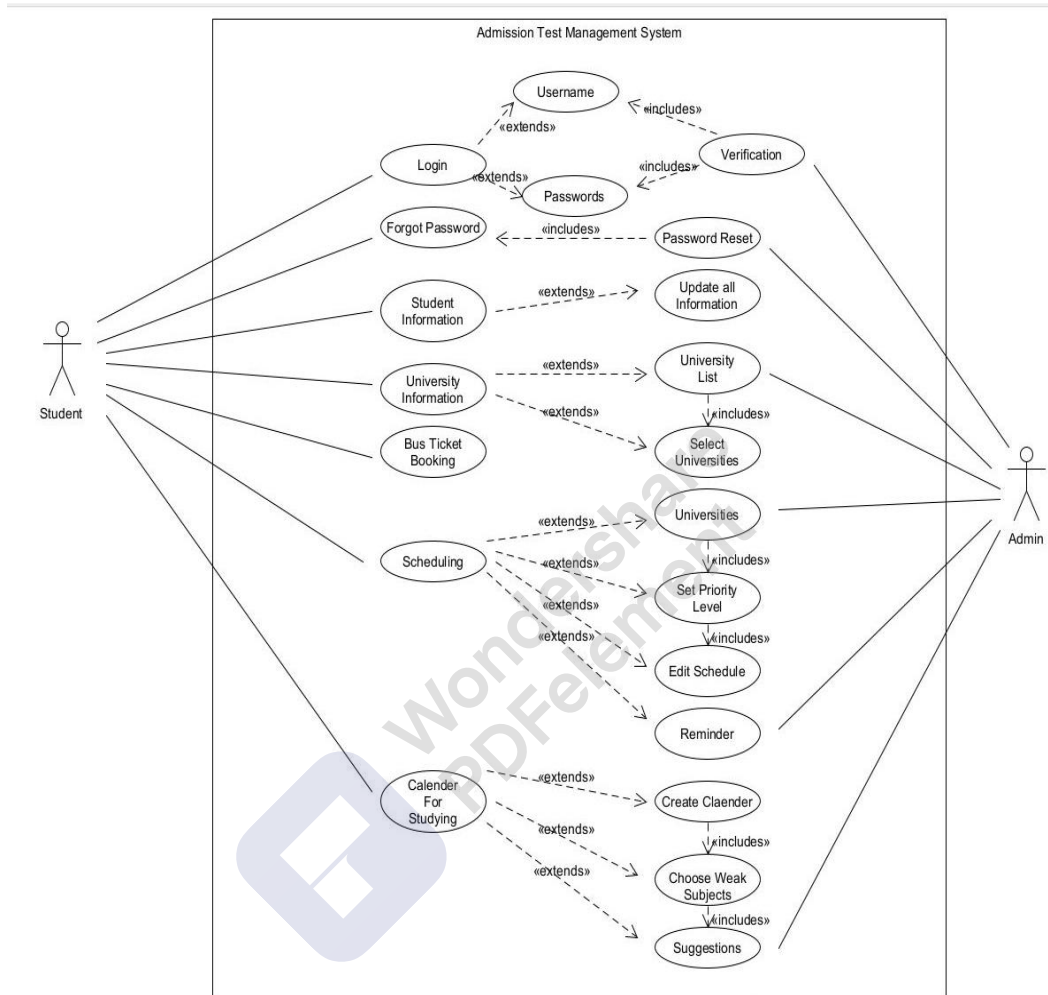 Admission Test Management System
Username
«includes»
«extends»
Verification
Login
«includes»
«extends»
Passwords
Forgot Password
«includes»
Password Reset
«extends»
Update all
Information
Student
Information
«extends»
University
List
University
Information
«extends»
«includes»
Student
Bus Ticket
Booking
Select
Universities
«extends»
Universities
Admin
Scheduling
«includes»
«extends»
Set Priority
Level
«extends»
«extends»
«includes»
Edit Schedule
Reminder
Calender
For
Studying
«extends»
Create Claender
«extends»
«includes»
«extends»
Choose Weak
Subjects
«includes»
Suggestions
Wondershare
PDFelement